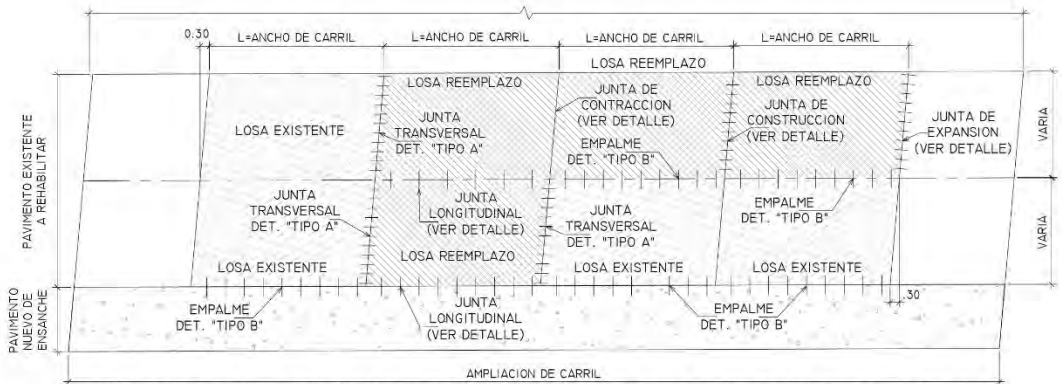 0.30
L=ANCHO DE CARRIL
L=ANCHO DE CARRIL
L=ANCHO DE CARRIL
L=ANCHO DE CARRIL
LOSA REEMPLAZO
LOSA REEMPLAZO
LOSA REEMPLAZO
PAVIMENTO EXISTENTE
A REHABILITAR
LOSA EXISTENTE
JUNTA
TRANSVERSAL
DET. "TIPO A"
JUNTA DE
CONTRACCION
(VER DETALLE)
JUNTA DE
CONSTRUCCION
(VER DETALLE)
JUNTA DE
EXPANSION
(VER DETALLE)
VARIA
EMPALME
DET. "TIPO B"
JUNTA
TRANSVERSAL
DET. "TIPO A"
JUNTA
LONGITUDINAL
(VER DETALLE)
JUNTA
TRANSVERSAL
DET. "TIPO A"
EMPALME
DET. "TIPO B"
VARIA
LOSA REEMPLAZO
LOSA EXISTENTE
LOSA EXISTENTE
LOSA EXISTENTE
PAVIMENTO
NUEVO DE
ENSANCHE
EMPALME
DET. "TIPO B"
JUNTA
LONGITUDINAL
(VER DETALLE)
EMPALME
DET. "TIPO B"
.30
AMPLIACION DE CARRIL